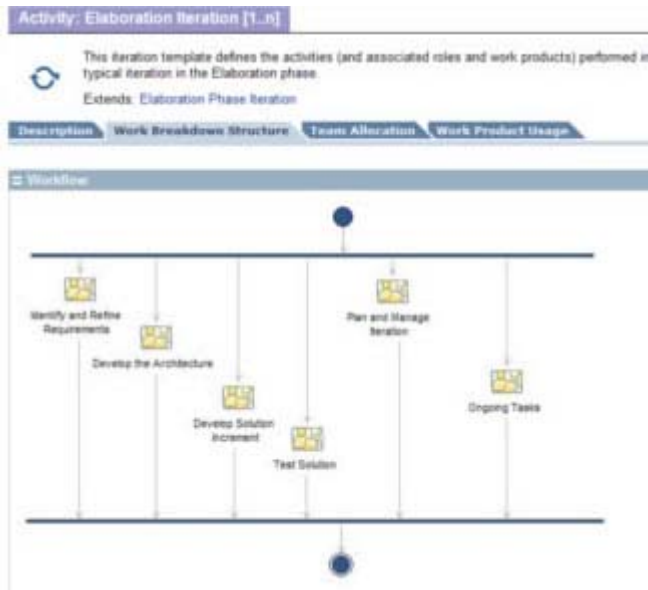 Activity: Elaboration Iteration [1..n]
This iteration template defines the activities (and associated roles and work products) performed in
typical iteration in the Elaboration phase.
Extends: Elaboration Phase Iteration
Description Work Breakdown Structure Team Allocation Work Product Usage
Workflow
Identify and Refine
Requirements
Plan and Manage
Iteration
Develop the Architecture
Ongoing Tasks
Develop Solution
Increment
Test Solution